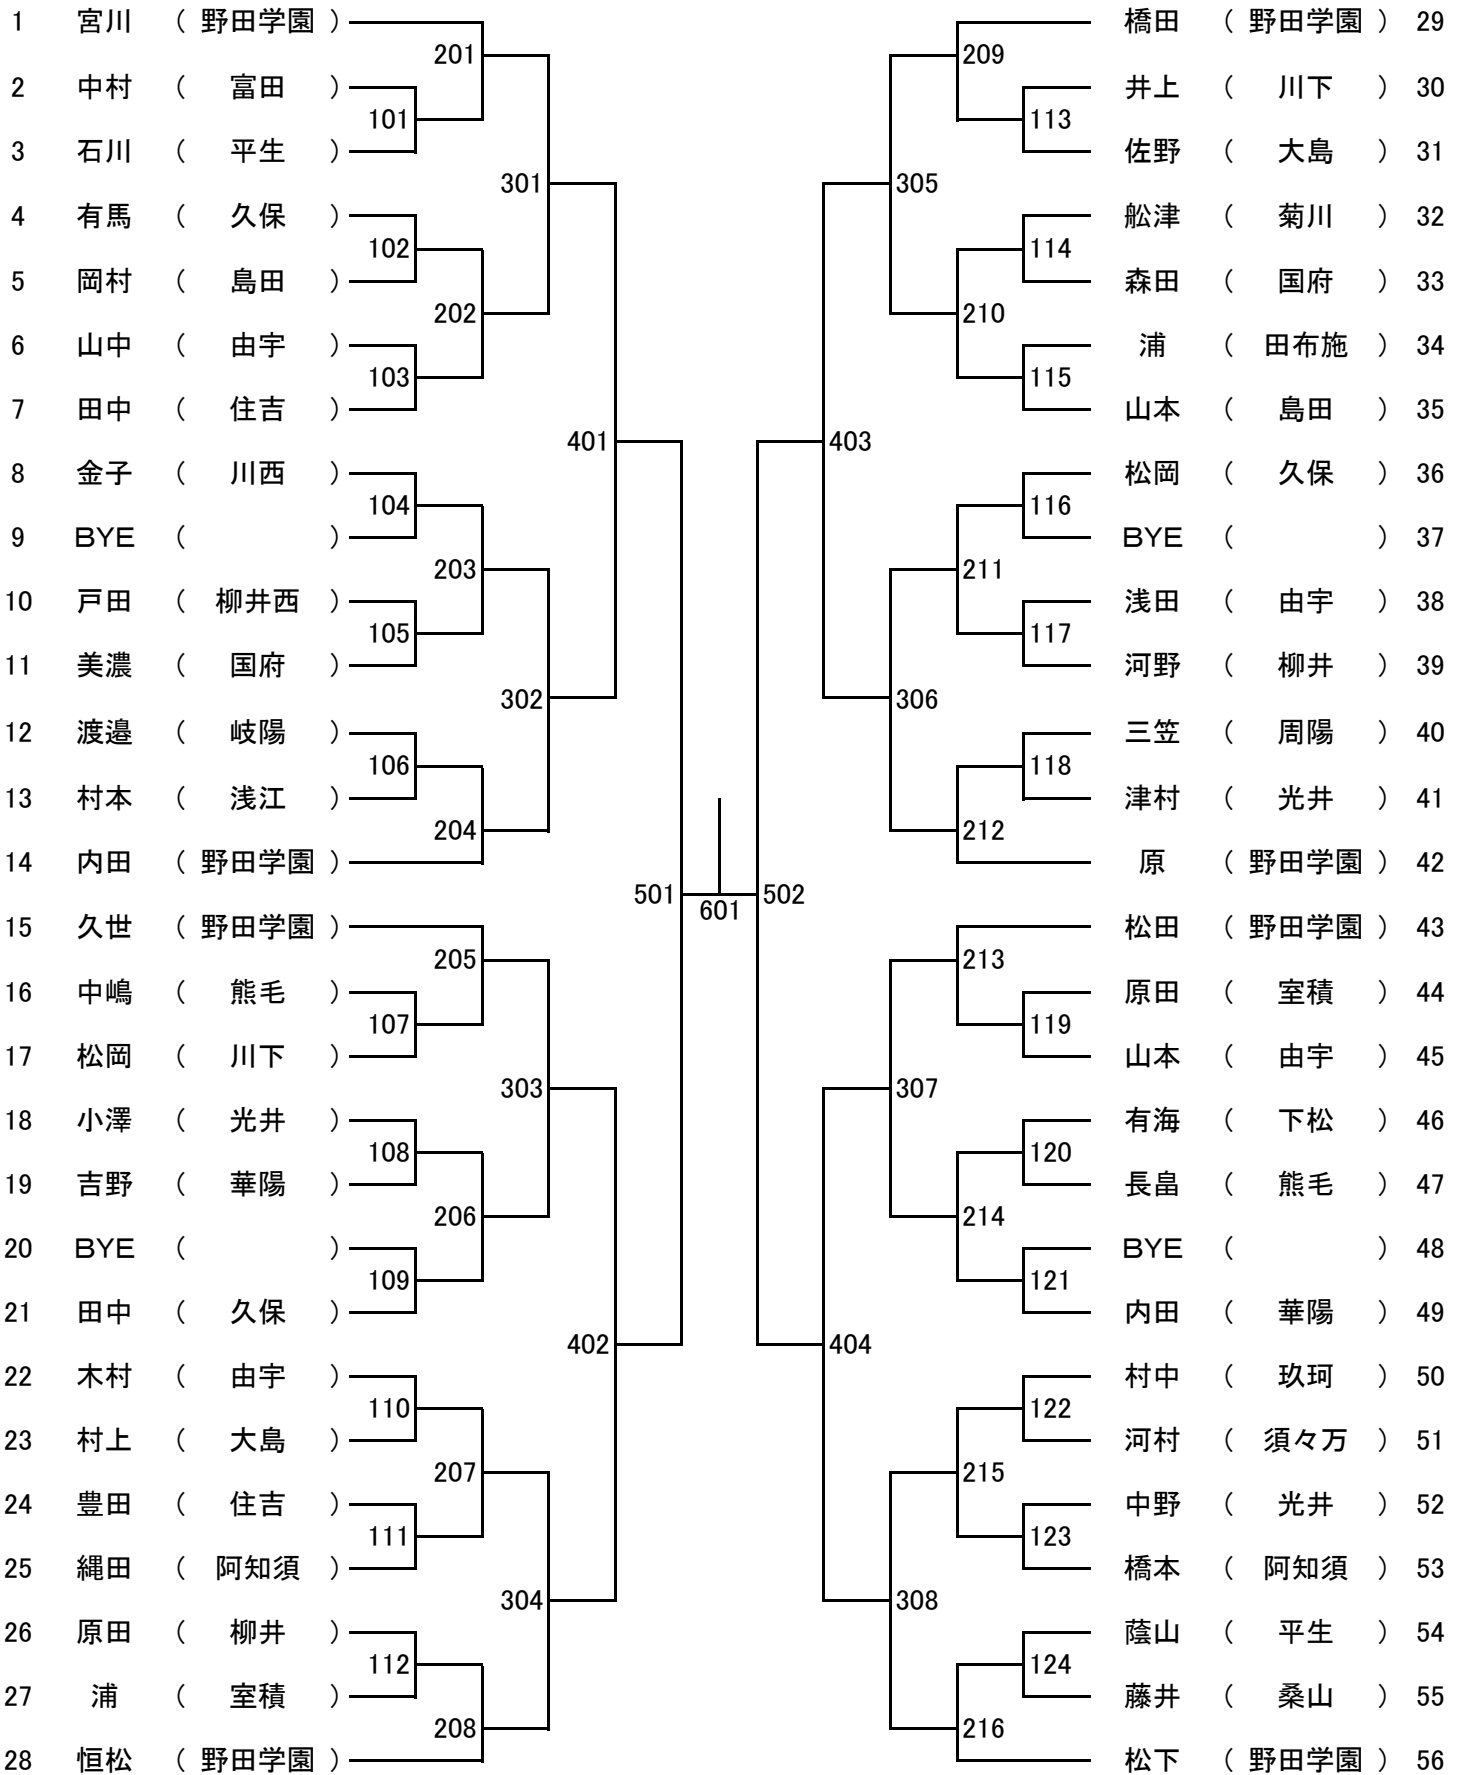 1 宮川 ( 野田学園 )
201
2 中村 ( 富田 )
101
3 石川 ( 平生 )
301
4 有馬 ( 久保 )
102
5 岡村 ( 島田 )
202
6 山中 ( 由宇 )
103
7 田中 ( 住吉 )
401
8 金子 ( 川西 )
104
9 BYE ( )
203
10 戸田 ( 柳井西 )
105
11 美濃 ( 国府 )
302
12 渡邉 ( 岐陽 )
106
13 村本 ( 浅江 )
204
14 内田 ( 野田学園 )
501
601
15 久世 ( 野田学園 )
205
16 中嶋 ( 熊毛 )
107
17 松岡 ( 川下 )
303
18 小澤 ( 光井 )
108
19 吉野 ( 華陽 )
206
20 BYE ( )
109
21 田中 ( 久保 )
402
22 木村 ( 由宇 )
110
23 村上 ( 大島 )
207
24 豊田 ( 住吉 )
111
25 縄田 ( 阿知須 )
304
26 原田 ( 柳井 )
112
27 浦 ( 室積 )
208
28 恒松 ( 野田学園 )
橋田 ( 野田学園 ) 29
209
井上 ( 川下 ) 30
113
佐野 ( 大島 ) 31
305
舩津 ( 菊川 ) 32
114
森田 ( 国府 ) 33
210
浦 ( 田布施 ) 34
115
山本 ( 島田 ) 35
403
松岡 ( 久保 ) 36
116
BYE ( ) 37
211
浅田 ( 由宇 ) 38
117
河野 ( 柳井 ) 39
306
三笠 ( 周陽 ) 40
118
津村 ( 光井 ) 41
212
原 ( 野田学園 ) 42
502
松田 ( 野田学園 ) 43
213
原田 ( 室積 ) 44
119
山本 ( 由宇 ) 45
307
有海 ( 下松 ) 46
120
長畠 ( 熊毛 ) 47
214
BYE ( ) 48
121
内田 ( 華陽 ) 49
404
村中 ( 玖珂 ) 50
122
河村 ( 須々万 ) 51
215
中野 ( 光井 ) 52
123
橋本 ( 阿知須 ) 53
308
蔭山 ( 平生 ) 54
124
藤井 ( 桑山 ) 55
216
松下 ( 野田学園 ) 56